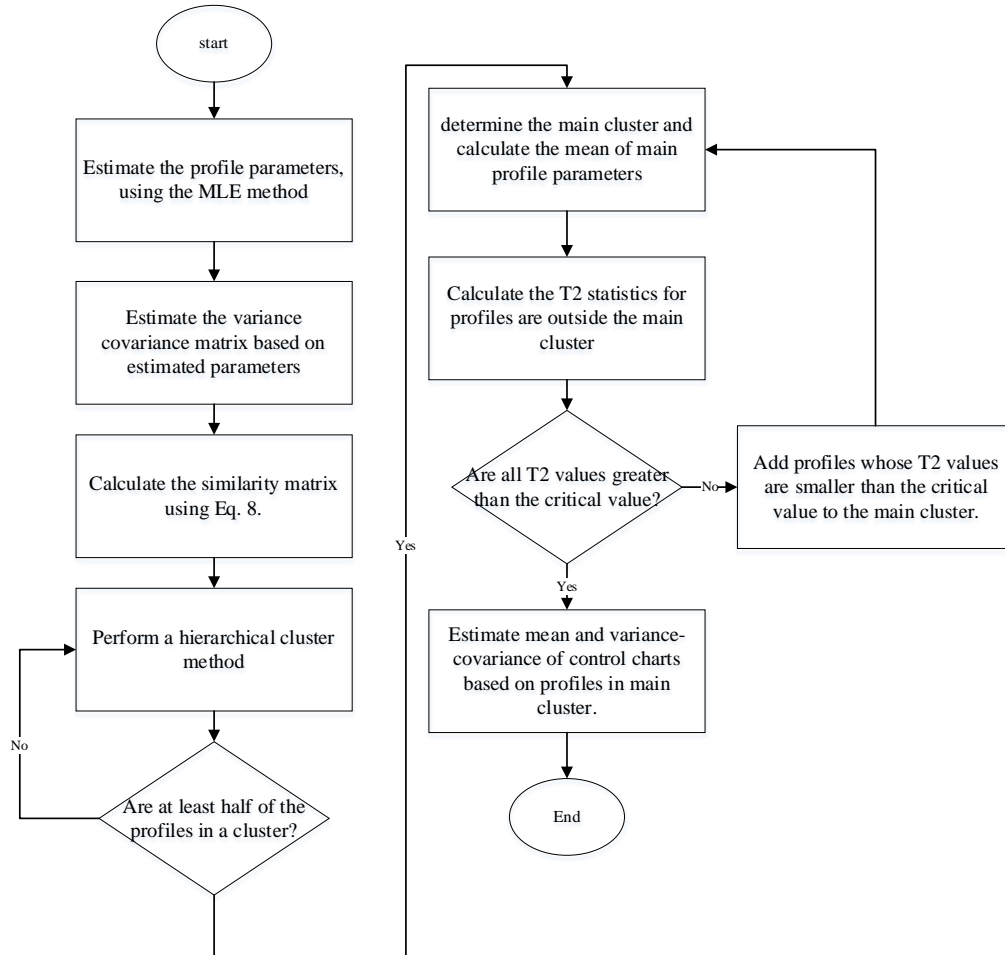 start
Estimate the profile parameters,
using the MLE method
Estimate the variance
covariance matrix based on
estimated parameters
Calculate the similarity matrix
using Eq. 8.
Perform a hierarchical cluster
method
No
Are at least half of the
profiles in a cluster?
Yes
determine the main cluster and
calculate the mean of main
profile parameters
Calculate the T2 statistics for
profiles are outside the main
cluster
Are all T2 values greater
than the critical value?
No
Add profiles whose T2 values
are smaller than the critical
value to the main cluster.
Yes
Estimate mean and variance-
covariance of control charts
based on profiles in main
cluster.
End